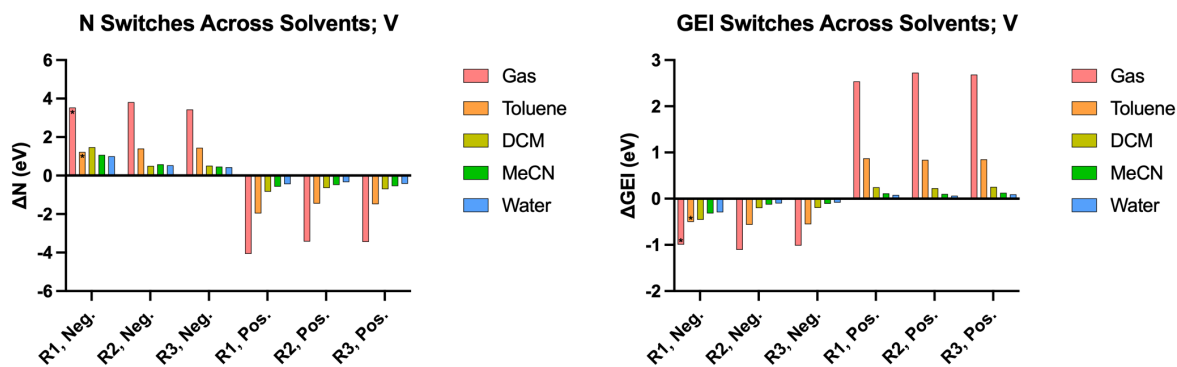 N Switches Across Solvents; V
ΔN (eV)
6
4
2
0
-2
-4
-6
R1, Neg.
R2, Neg.
R3, Neg.
R1, Pos.
R2, Pos.
R3, Pos.
Gas
Toluene
DCM
MeCN
Water
GEI Switches Across Solvents; V
ΔGEI (eV)
3
2
1
0
-1
-2
R1, Neg.
R2, Neg.
R3, Neg.
R1, Pos.
R2, Pos.
R3, Pos.
Gas
Toluene
DCM
MeCN
Water